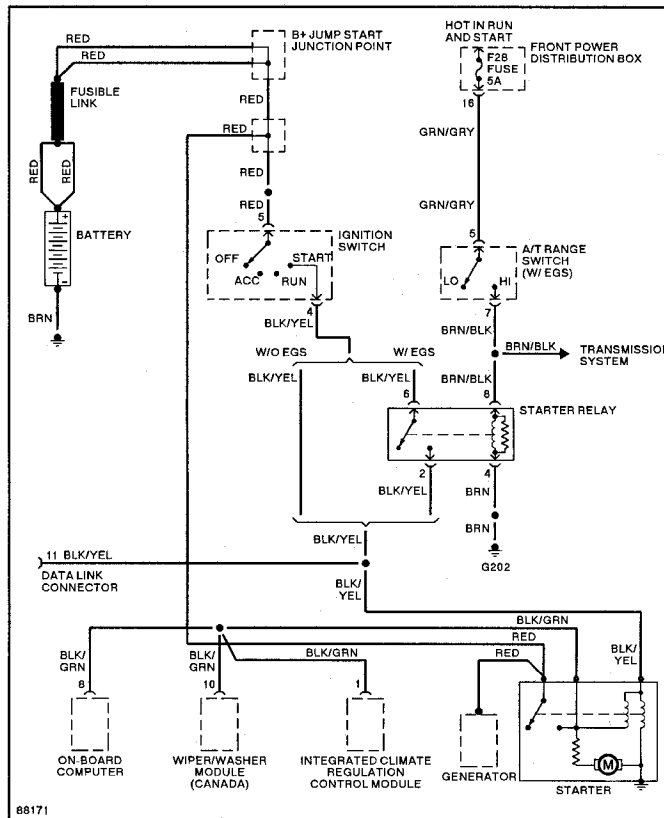 HOT IN RUN
AND START
B+ JUMP START
JUNCTION POINT
FRONT POWER
DISTRIBUTION BOX
F28
FUSE
5A
RED
RED
FUSIBLE
LINK
RED
16
GRN/GRY
RED
RED
RED
RED
RED
GRN/GRY
5
5
BATTERY
+
-
IGNITION
SWITCH
OFF
START
ACC
RUN
A/T RANGE
SWITCH
(W/ EGS)
LO
HI
4
7
BRN
BLK/YEL
BRN/BLK
BRN/BLK
TRANSMISSION
SYSTEM
W/O EGS
W/ EGS
BLK/YEL
BLK/YEL
BRN/BLK
6
8
STARTER RELAY
2
4
BLK/YEL
BRN
BRN
BLK/YEL
G202
11 BLK/YEL
DATA LINK
CONNECTOR
BLK/
YEL
BLK/GRN
RED
BLK/
GRN
BLK/
GRN
BLK/GRN
RED
BLK/
YEL
8
10
1
M
ON-BOARD
COMPUTER
WIPER/WASHER
MODULE
(CANADA)
INTEGRATED CLIMATE
REGULATION
CONTROL MODULE
GENERATOR
STARTER
88171